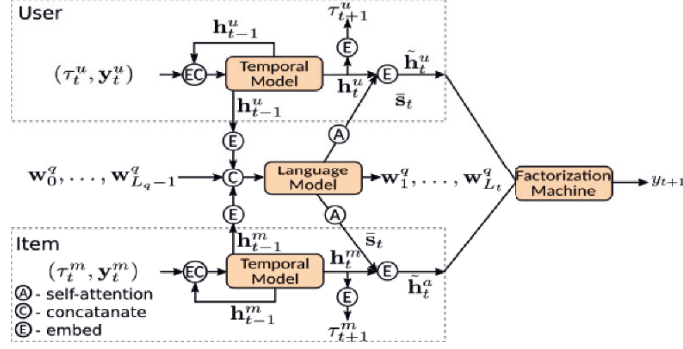 User
h^u_{t-1}
τ^u_{t+1}
E
(τ^u_t, y^u_t)
EC
Temporal Model
h^u_t
E
h̃^u_t
h^u_{t-1}
s̄_t
E
A
w^q_0, . . . , w^q_{L_q-1}
C
Language Model
w^q_1, . . . , w^q_{L_t}
Factorization Machine
y_{t+1}
E
A
Item
h^m_{t-1}
h^m_t
s̄_t
(τ^m_t, y^m_t)
EC
Temporal Model
E
h̃^a_t
A - self-attention
h^m_{t-1}
E
C - concatanate
E - embed
τ^m_{t+1}